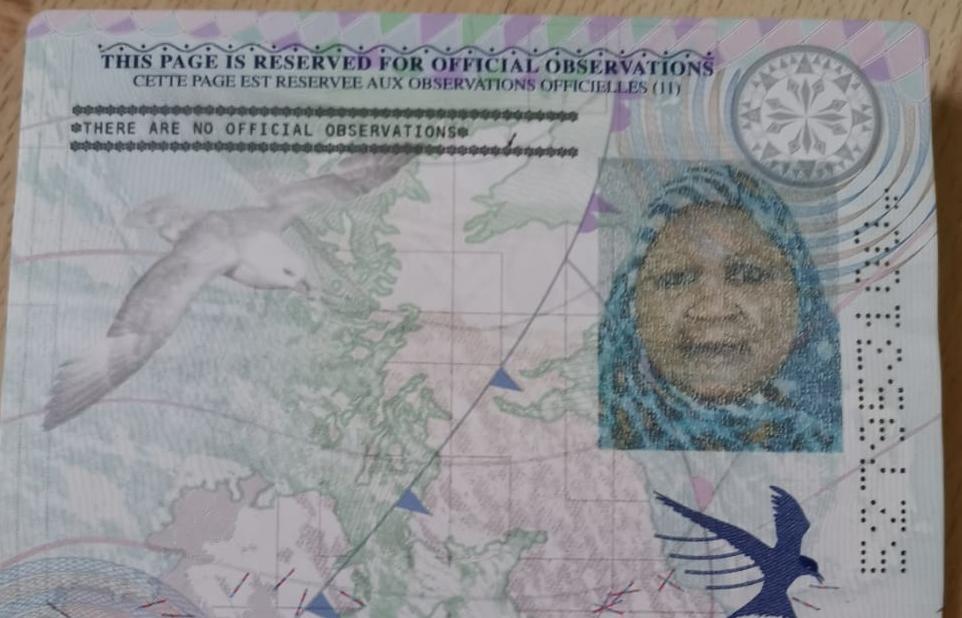 THIS PAGE IS RESERVED FOR OFFICIAL OBSERVATIONS
CETTE PAGE EST RESERVEE AUX OBSERVATIONS OFFICIELLES (11)
*THERE ARE NO OFFICIAL OBSERVATIONS*